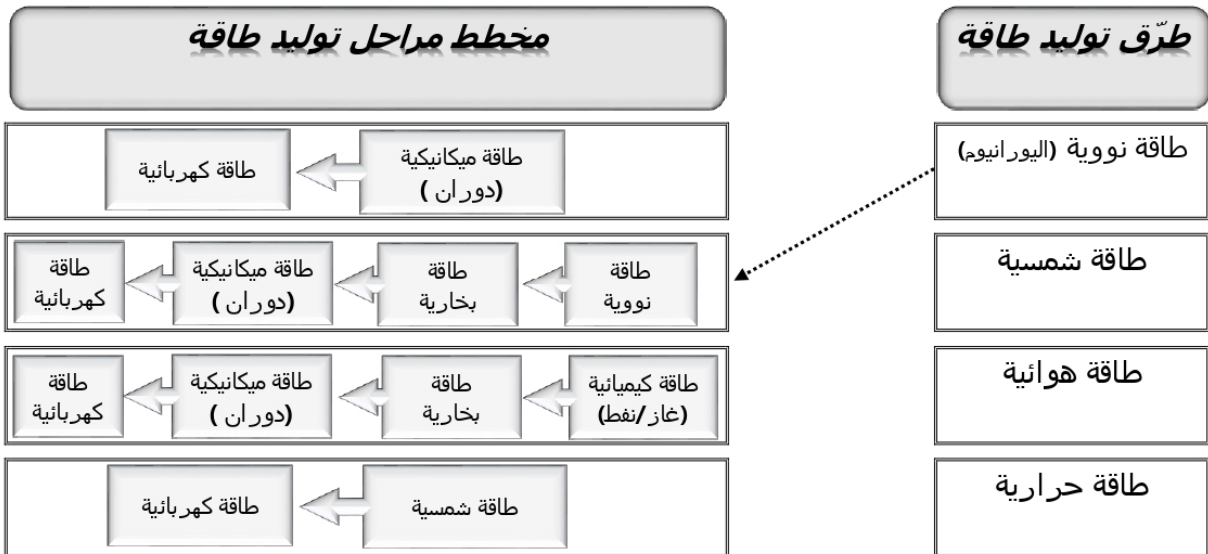 طرّق توليد طاقة
مخطط مراحل توليد طاقة
طاقة نووية (اليورانيوم)
طاقة ميكانيكية
(دوران )
طاقة كهربائية
طاقة شمسية
طاقة
نووية
طاقة
بخارية
طاقة ميكانيكية
(دوران )
طاقة
كهربائية
طاقة هوائية
طاقة كيميائية
(غاز/نفط)
طاقة
بخارية
طاقة ميكانيكية
(دوران )
طاقة
كهربائية
طاقة حرارية
طاقة شمسية
طاقة كهربائية